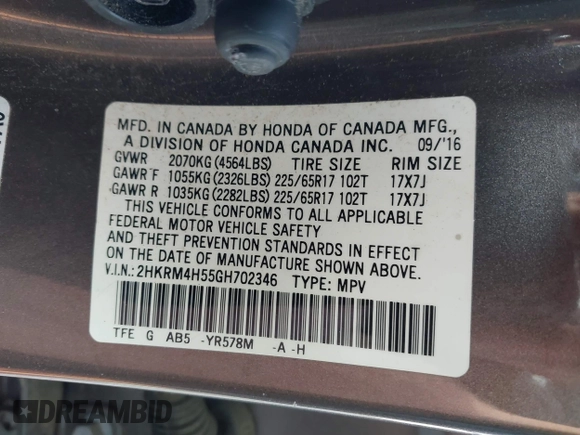 MFD. IN CANADA BY HONDA OF CANADA MFG.,
A DIVISION OF HONDA CANADA INC. 09/'16
GVWR 2070KG(4564LBS) TIRE SIZE RIM SIZE
GAWR F 1055KG(2326LBS) 225/65R17 102T 17X7J
GAWR R 1035KG(2282LBS) 225/65R17 102T 17X7J
THIS VEHICLE CONFORMS TO ALL APPLICABLE
FEDERAL MOTOR VEHICLE SAFETY
AND THEFT PREVENTION STANDARDS IN EFFECT
ON THE DATE OF MANUFACTURE SHOWN ABOVE.
V.I.N.: 2HKRM4H55GH702346 TYPE: MPV
TFE G AB5 -YR578M -A -H
DREAMBID